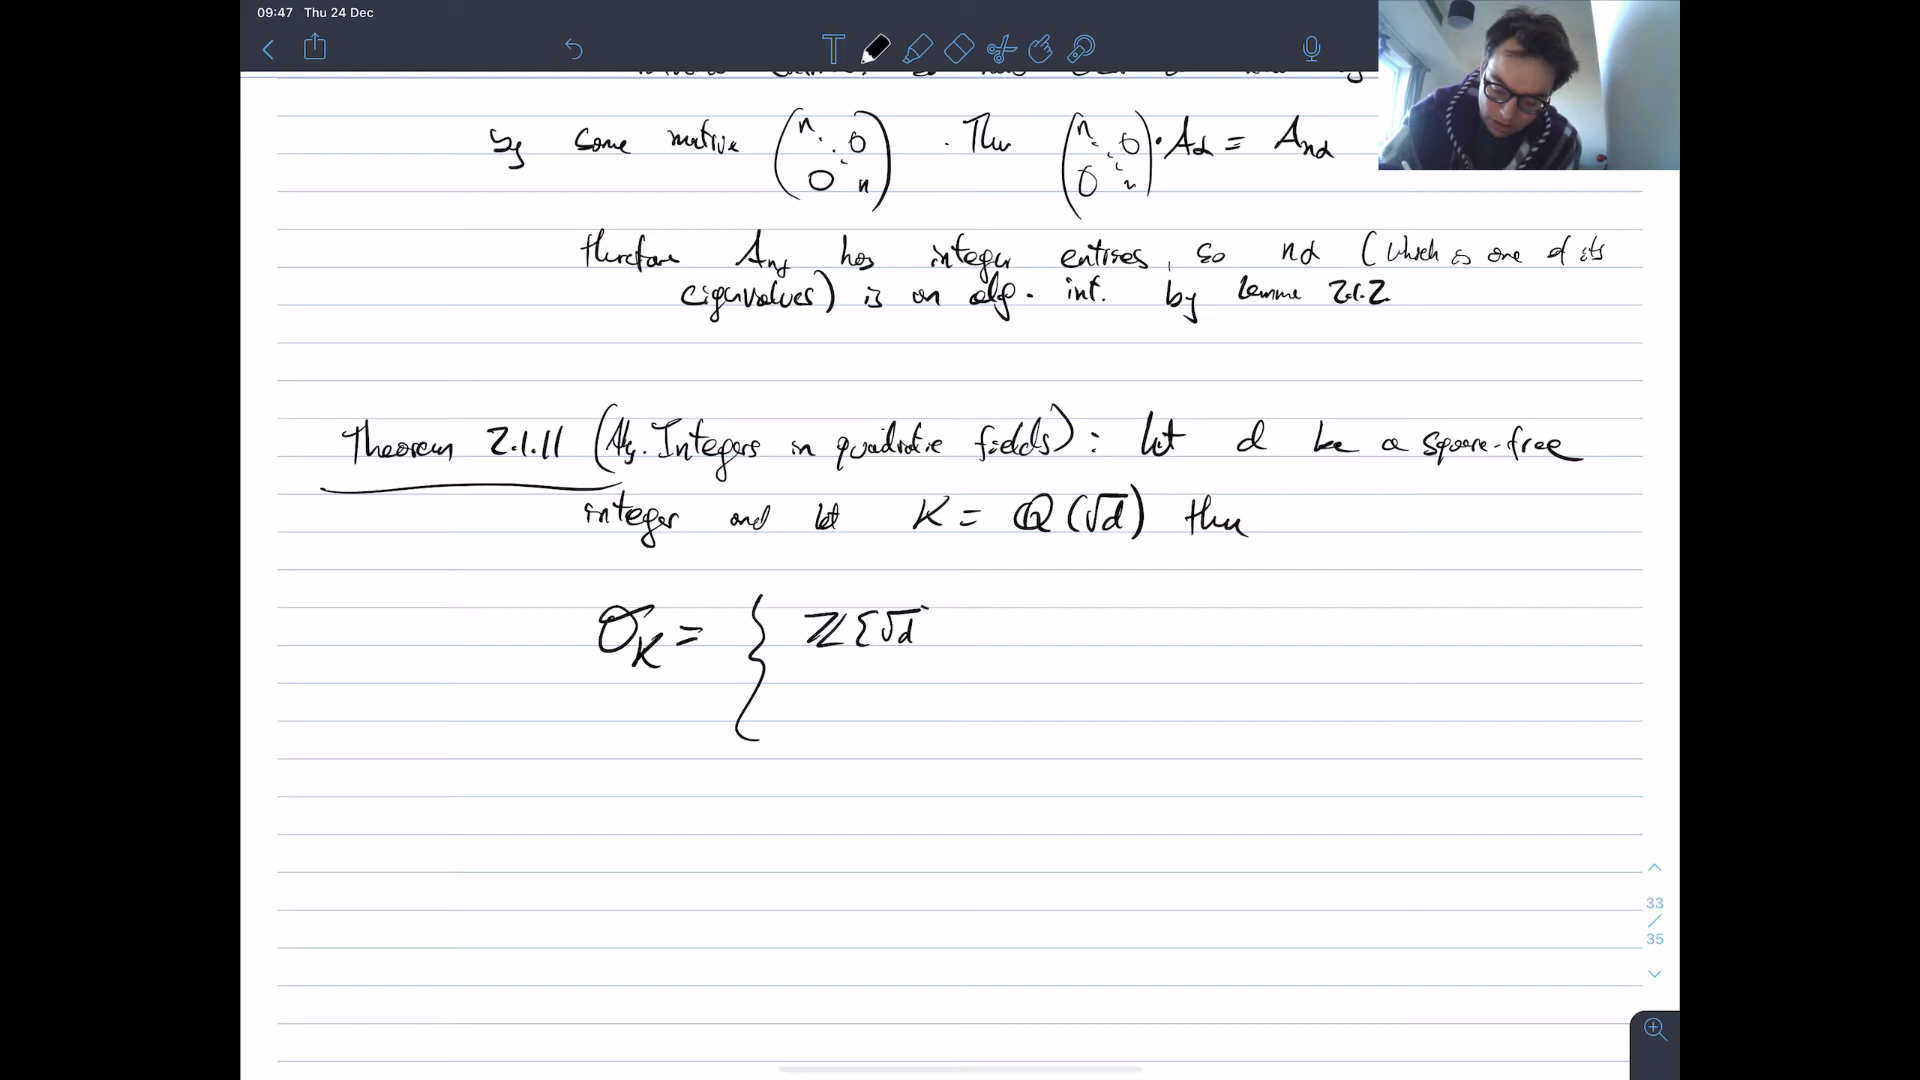 09:47 Thu 24 Dec
T
by some matrix (n ⋱ 0 0 n) . Then (n ⋱ 0 0 n) · Aα = Anα
therefore Anα has integer entries, so nα (which is one of its
eigenvalues) is an alg. int. by Lemma 2.1.2
Theorem 2.1.11 (Alg. Integers in quadratic fields): let d be a square-free
integer and let K = ℚ(√d) then
𝒪K = { ℤ[√d
33
/
35